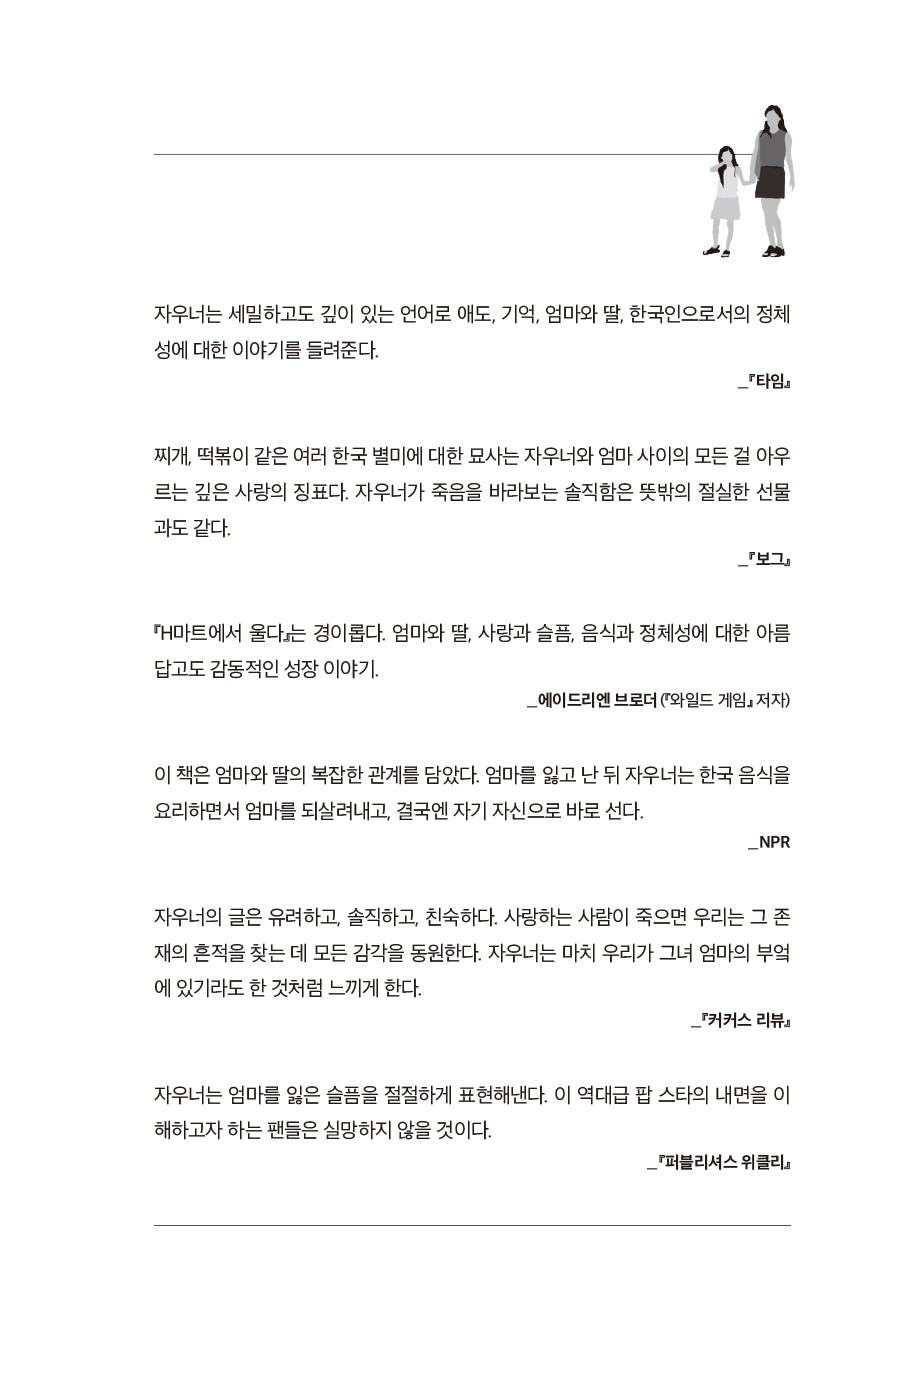 자우너는 세밀하고도 깊이 있는 언어로 애도, 기억, 엄마와 딸, 한국인으로서의 정체
성에 대한 이야기를 들려준다.
_『타임』
찌개, 떡볶이 같은 여러 한국 별미에 대한 묘사는 자우너와 엄마 사이의 모든 걸 아우
르는 깊은 사랑의 징표다. 자우너가 죽음을 바라보는 솔직함은 뜻밖의 절실한 선물
과도 같다.
_『보그』
『H마트에서 울다』는 경이롭다. 엄마와 딸, 사랑과 슬픔, 음식과 정체성에 대한 아름
답고도 감동적인 성장 이야기.
_에이드리엔 브로더 (『와일드 게임』 저자)
이 책은 엄마와 딸의 복잡한 관계를 담았다. 엄마를 잃고 난 뒤 자우너는 한국 음식을
요리하면서 엄마를 되살려내고, 결국엔 자기 자신으로 바로 선다.
_NPR
자우너의 글은 유려하고, 솔직하고, 친숙하다. 사랑하는 사람이 죽으면 우리는 그 존
재의 흔적을 찾는 데 모든 감각을 동원한다. 자우너는 마치 우리가 그녀 엄마의 부엌
에 있기라도 한 것처럼 느끼게 한다.
_『커커스 리뷰』
자우너는 엄마를 잃은 슬픔을 절절하게 표현해낸다. 이 역대급 팝 스타의 내면을 이
해하고자 하는 팬들은 실망하지 않을 것이다.
_『퍼블리셔스 위클리』